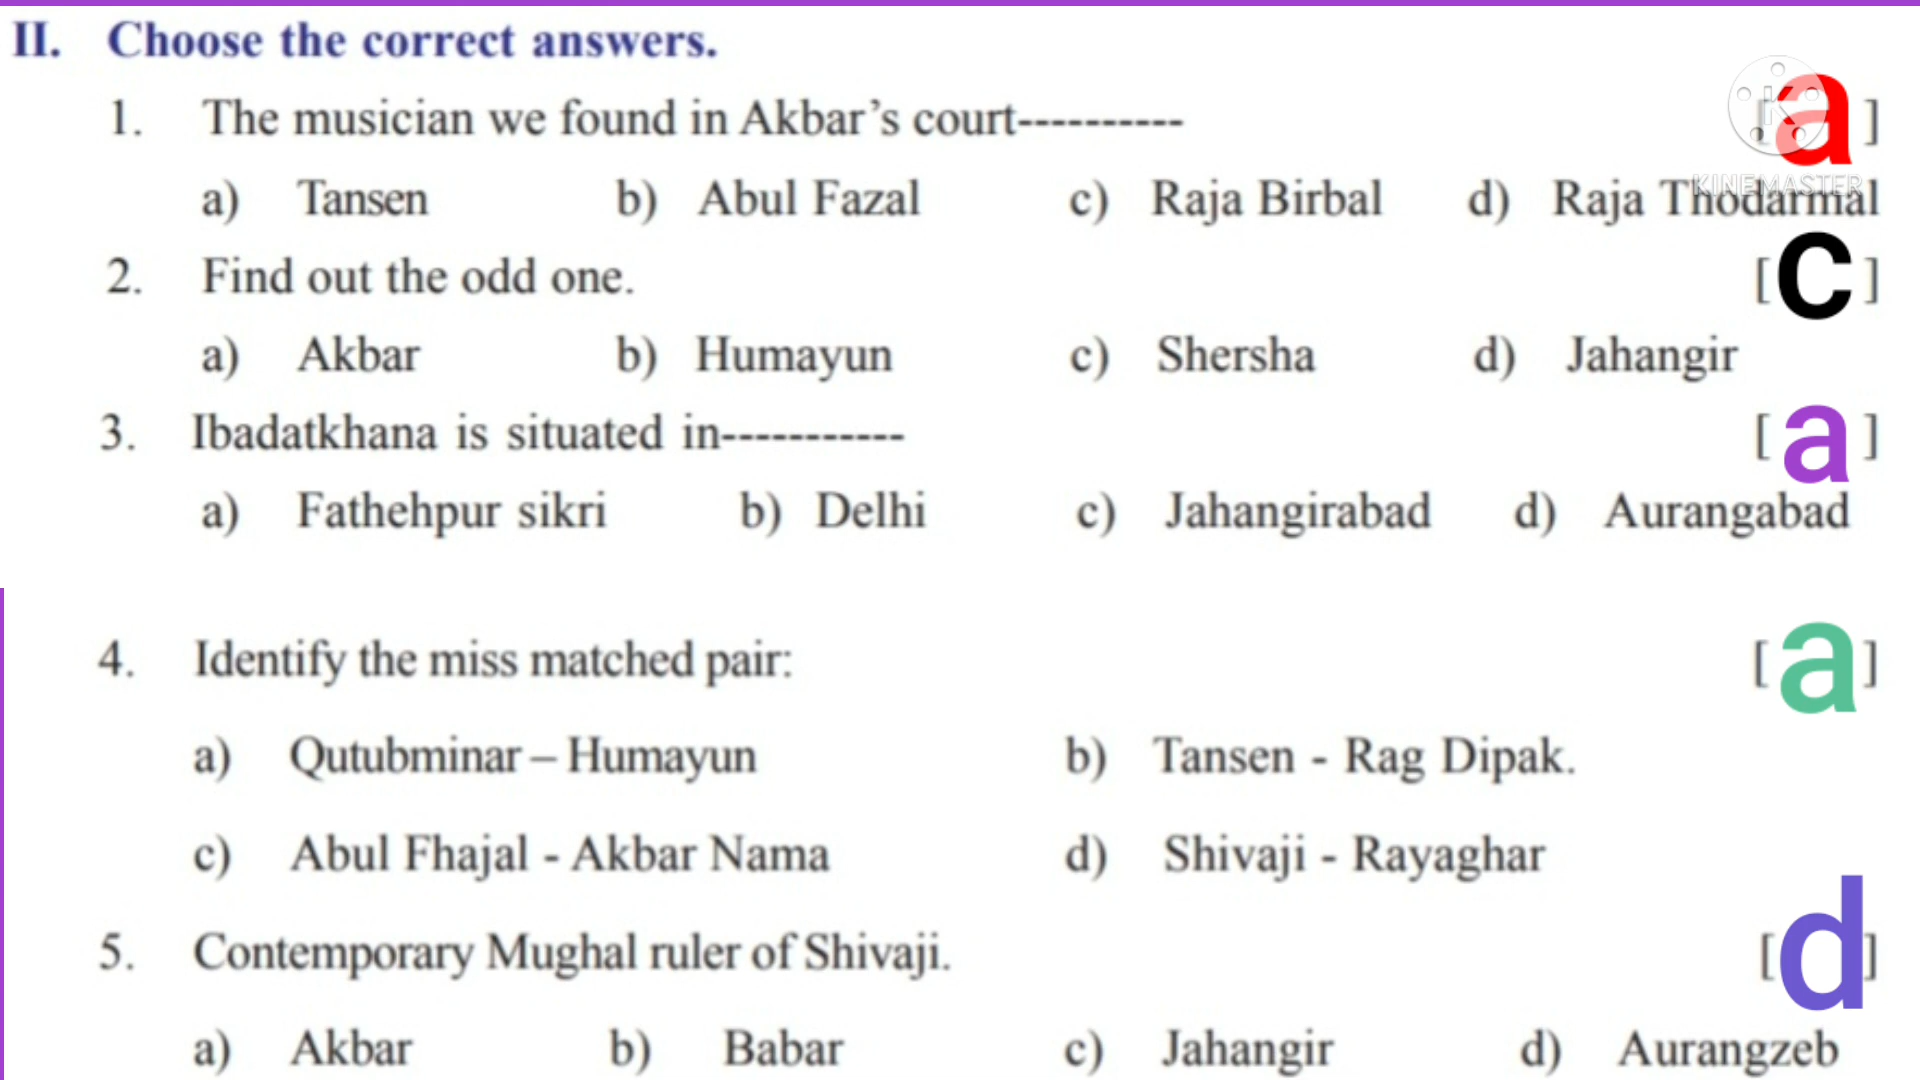 II. Choose the correct answers.
1. The musician we found in Akbar's court---------- [a]
a) Tansen b) Abul Fazal c) Raja Birbal d) Raja Thodarmal
KINEMASTER
2. Find out the odd one. [c]
a) Akbar b) Humayun c) Shersha d) Jahangir
3. Ibadatkhana is situated in----------- [a]
a) Fathehpur sikri b) Delhi c) Jahangirabad d) Aurangabad
4. Identify the miss matched pair: [a]
a) Qutubminar – Humayun b) Tansen - Rag Dipak.
c) Abul Fhajal - Akbar Nama d) Shivaji - Rayaghar
5. Contemporary Mughal ruler of Shivaji. [d]
a) Akbar b) Babar c) Jahangir d) Aurangzeb